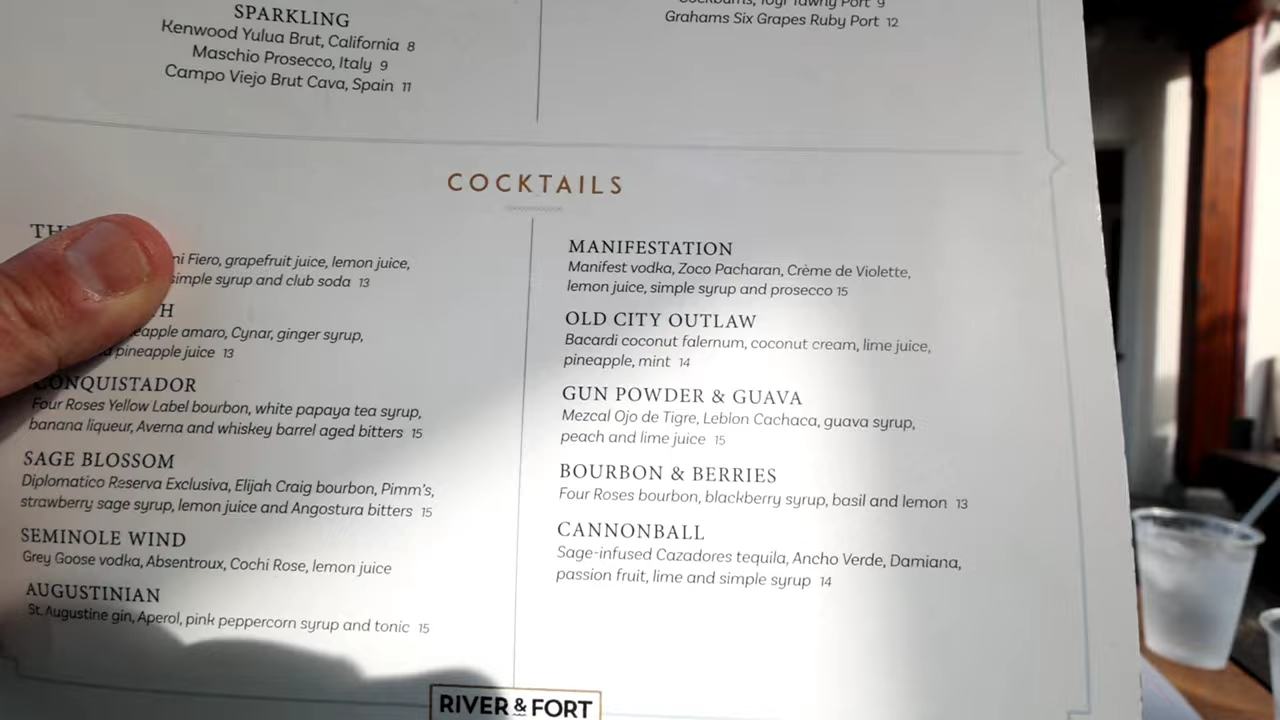 SPARKLING
Kenwood Yulua Brut, California 8
Maschio Prosecco, Italy 9
Campo Viejo Brut Cava, Spain 11
Tawny Port 9
Grahams Six Grapes Ruby Port 12
COCKTAILS
Fiero, grapefruit juice, lemon juice,
simple syrup and club soda 13
amaro, Cynar, ginger syrup,
pineapple juice 13
CONQUISTADOR
Four Roses Yellow Label bourbon, white papaya tea syrup,
banana liqueur, Averna and whiskey barrel aged bitters 15
SAGE BLOSSOM
Diplomatico Reserva Exclusiva, Elijah Craig bourbon, Pimm's,
strawberry sage syrup, lemon juice and Angostura bitters 15
SEMINOLE WIND
Grey Goose vodka, Absentroux, Cochi Rose, lemon juice
AUGUSTINIAN
St. Augustine gin, Aperol, pink peppercorn syrup and tonic 15
MANIFESTATION
Manifest vodka, Zoco Pacharan, Crème de Violette,
lemon juice, simple syrup and prosecco 15
OLD CITY OUTLAW
Bacardi coconut falernum, coconut cream, lime juice,
pineapple, mint 14
GUN POWDER & GUAVA
Mezcal Ojo de Tigre, Leblon Cachaca, guava syrup,
peach and lime juice 15
BOURBON & BERRIES
Four Roses bourbon, blackberry syrup, basil and lemon 13
CANNONBALL
Sage-infused Cazadores tequila, Ancho Verde, Damiana,
passion fruit, lime and simple syrup 14
RIVER & FORT